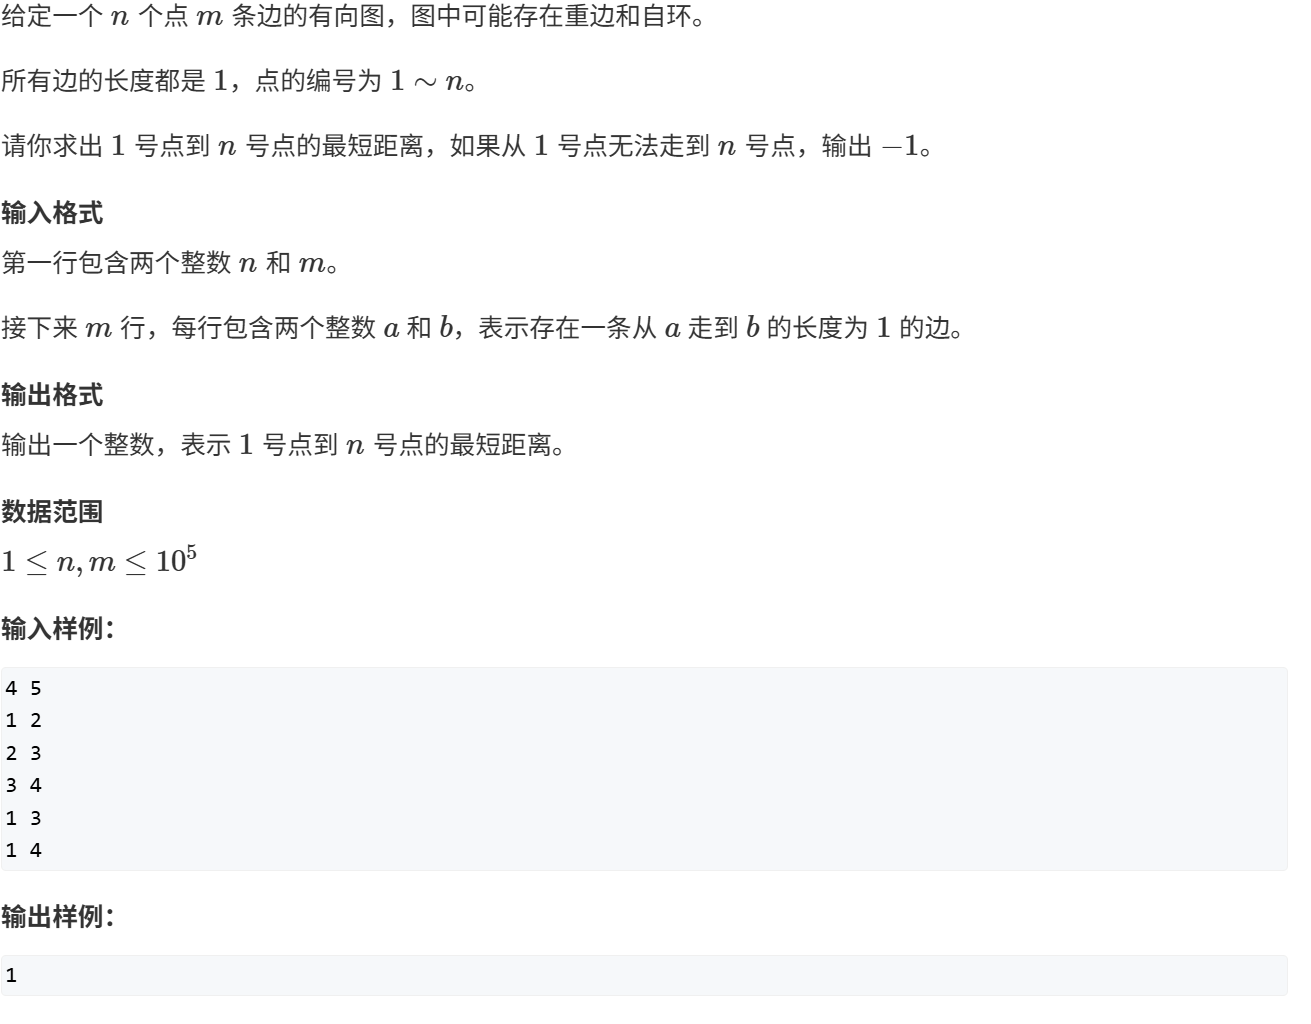 给定一个 n 个点 m 条边的有向图，图中可能存在重边和自环。
所有边的长度都是 1，点的编号为 1 ∼ n。
请你求出 1 号点到 n 号点的最短距离，如果从 1 号点无法走到 n 号点，输出 −1。
输入格式
第一行包含两个整数 n 和 m。
接下来 m 行，每行包含两个整数 a 和 b，表示存在一条从 a 走到 b 的长度为 1 的边。
输出格式
输出一个整数，表示 1 号点到 n 号点的最短距离。
数据范围
1 ≤ n, m ≤ 10⁵
输入样例：
4 5
1 2
2 3
3 4
1 3
1 4
输出样例：
1